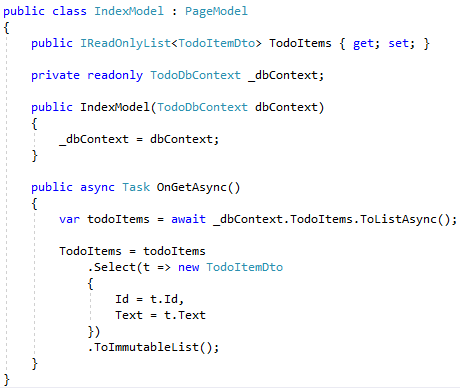 public class IndexModel : PageModel
{
    public IReadOnlyList<TodoItemDto> TodoItems { get; set; }

    private readonly TodoDbContext _dbContext;

    public IndexModel(TodoDbContext dbContext)
    {
        _dbContext = dbContext;
    }

    public async Task OnGetAsync()
    {
        var todoItems = await _dbContext.TodoItems.ToListAsync();

        TodoItems = todoItems
            .Select(t => new TodoItemDto
            {
                Id = t.Id,
                Text = t.Text
            })
            .ToImmutableList();
    }
}